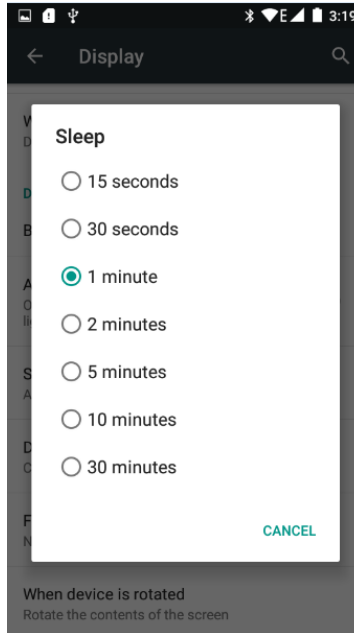 E 3:19
Display
Sleep
15 seconds
30 seconds
1 minute
2 minutes
5 minutes
10 minutes
30 minutes
CANCEL
When device is rotated
Rotate the contents of the screen